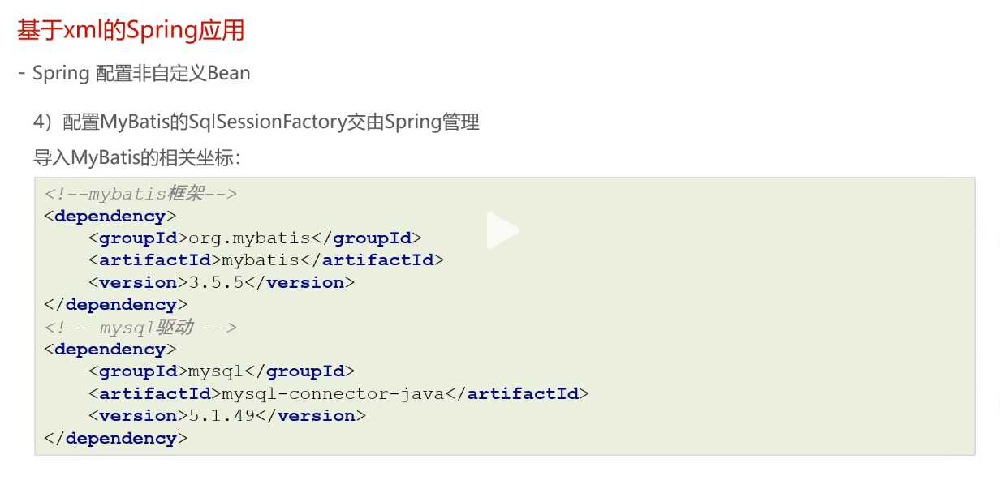 基于xml的Spring应用
- Spring 配置非自定义Bean
4）配置MyBatis的SqlSessionFactory交由Spring管理
导入MyBatis的相关坐标：
<!--mybatis框架-->
<dependency>
    <groupId>org.mybatis</groupId>
    <artifactId>mybatis</artifactId>
    <version>3.5.5</version>
</dependency>
<!-- mysql驱动 -->
<dependency>
    <groupId>mysql</groupId>
    <artifactId>mysql-connector-java</artifactId>
    <version>5.1.49</version>
</dependency>